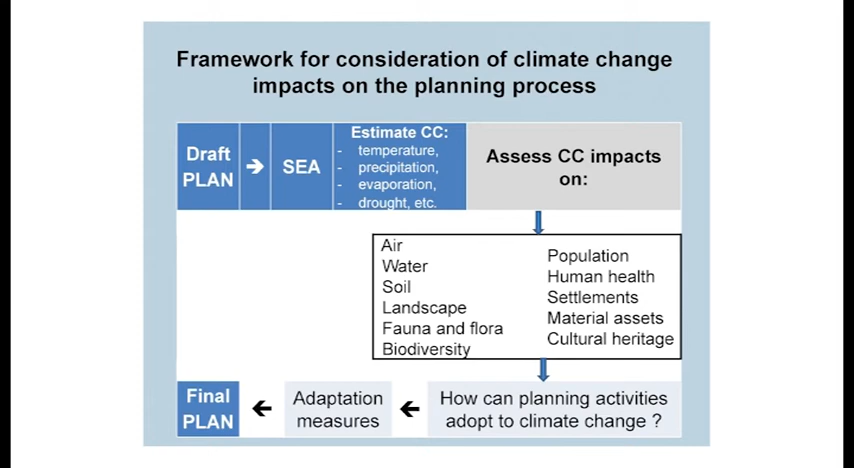 Framework for consideration of climate change
impacts on the planning process
Draft
PLAN
→
SEA
Estimate CC:
- temperature,
- precipitation,
- evaporation,
- drought, etc.
Assess CC impacts
on:
Air
Water
Soil
Landscape
Fauna and flora
Biodiversity
Population
Human health
Settlements
Material assets
Cultural heritage
How can planning activities
adopt to climate change ?
←
Adaptation
measures
←
Final
PLAN